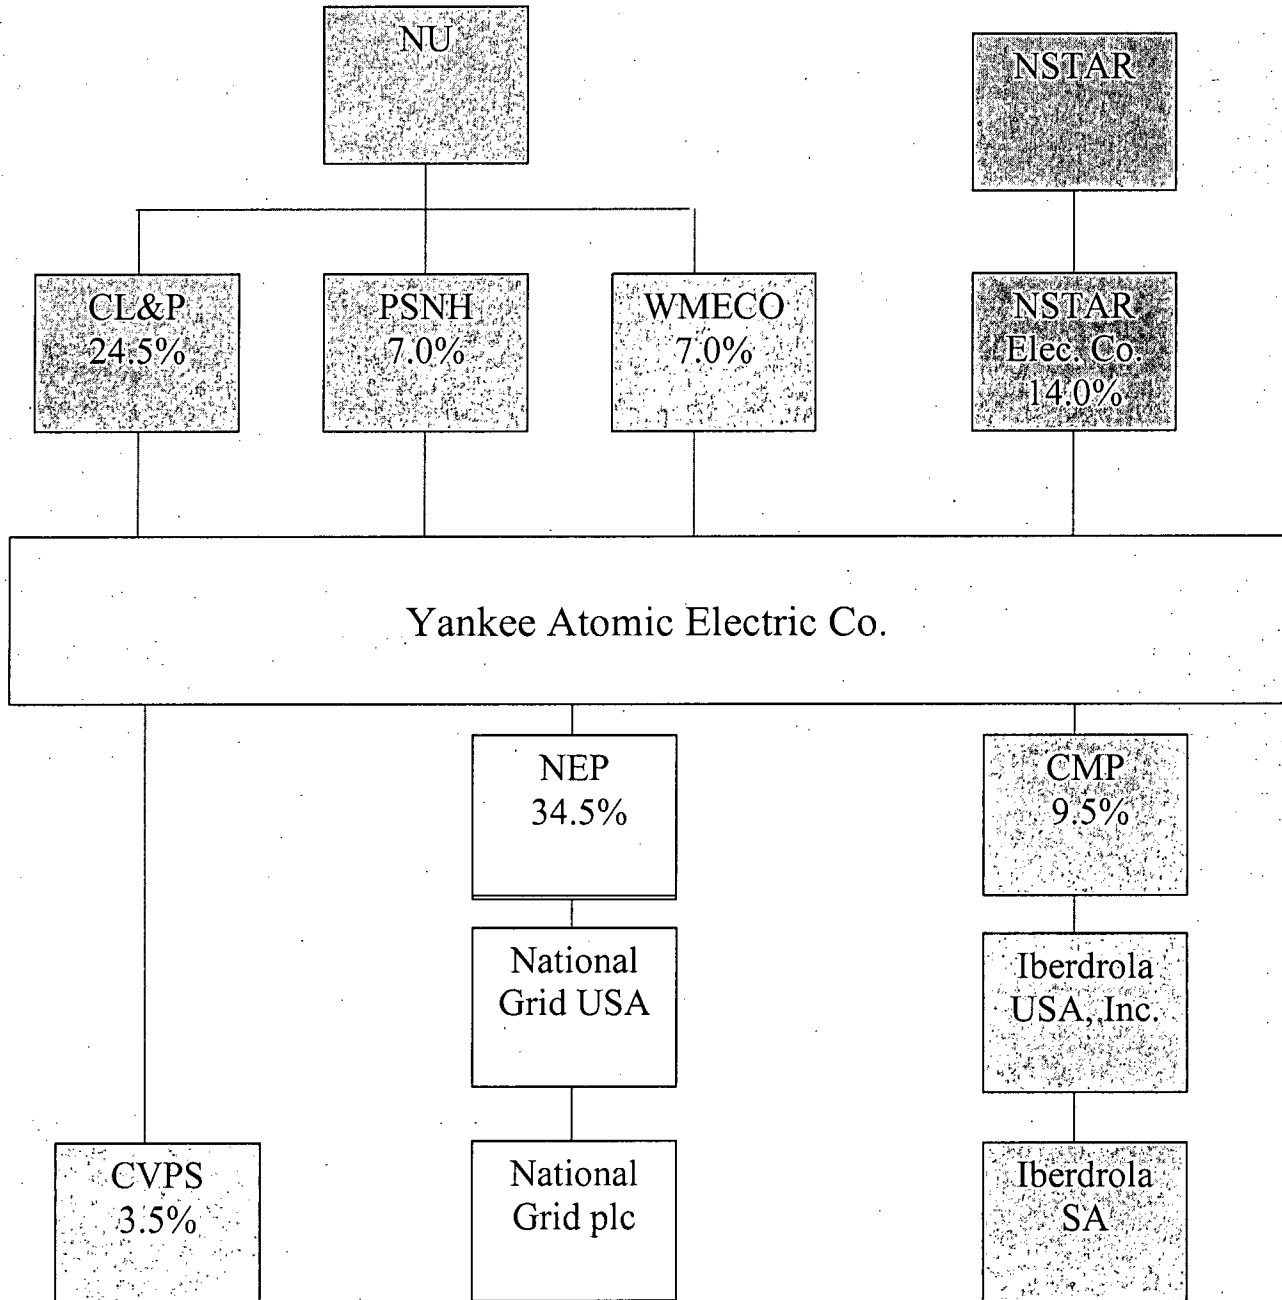 NU
NSTAR
CL&P
24.5%
PSNH
7.0%
WMECO
7.0%
NSTAR
Elec. Co.
14.0%
Yankee Atomic Electric Co.
NEP
34.5%
CMP
9.5%
National
Grid USA
Iberdrola
USA, Inc.
CVPS
3.5%
National
Grid plc
Iberdrola
SA